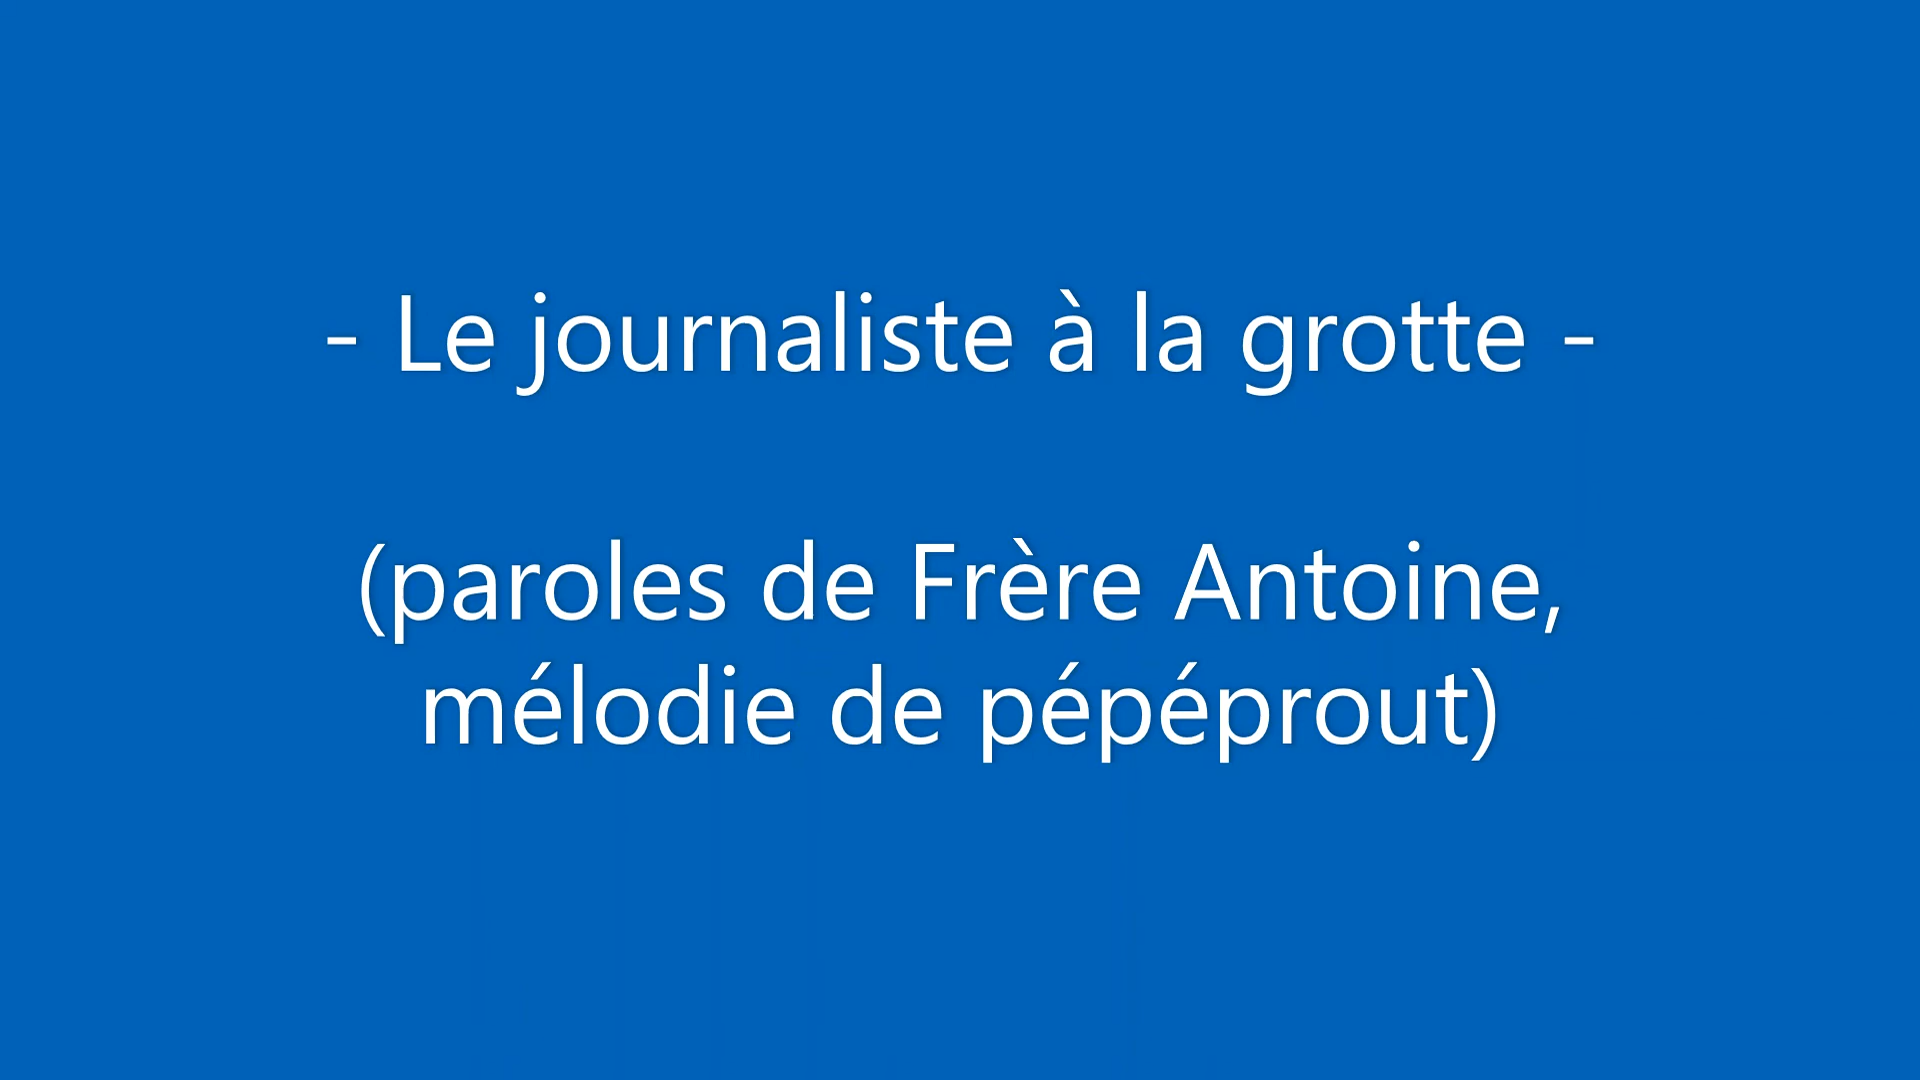 - Le journaliste à la grotte -
(paroles de Frère Antoine,
mélodie de pépéprout)